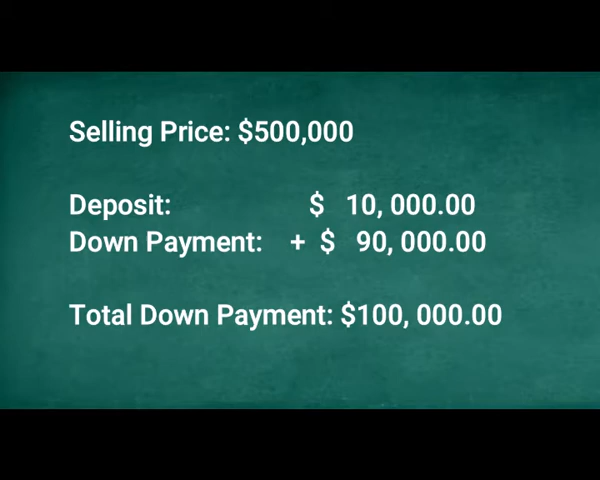 Selling Price: $500,000
Deposit: $ 10, 000.00
Down Payment: + $ 90, 000.00
Total Down Payment: $100, 000.00